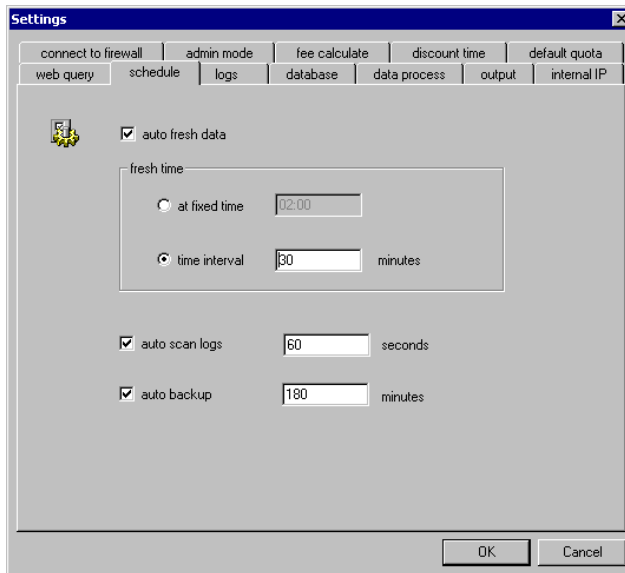 Settings
connect to firewall admin mode fee calculate discount time default quota
web query schedule logs database data process output internal IP
auto fresh data
fresh time
at fixed time 02:00
time interval 30 minutes
auto scan logs 60 seconds
auto backup 180 minutes
OK Cancel